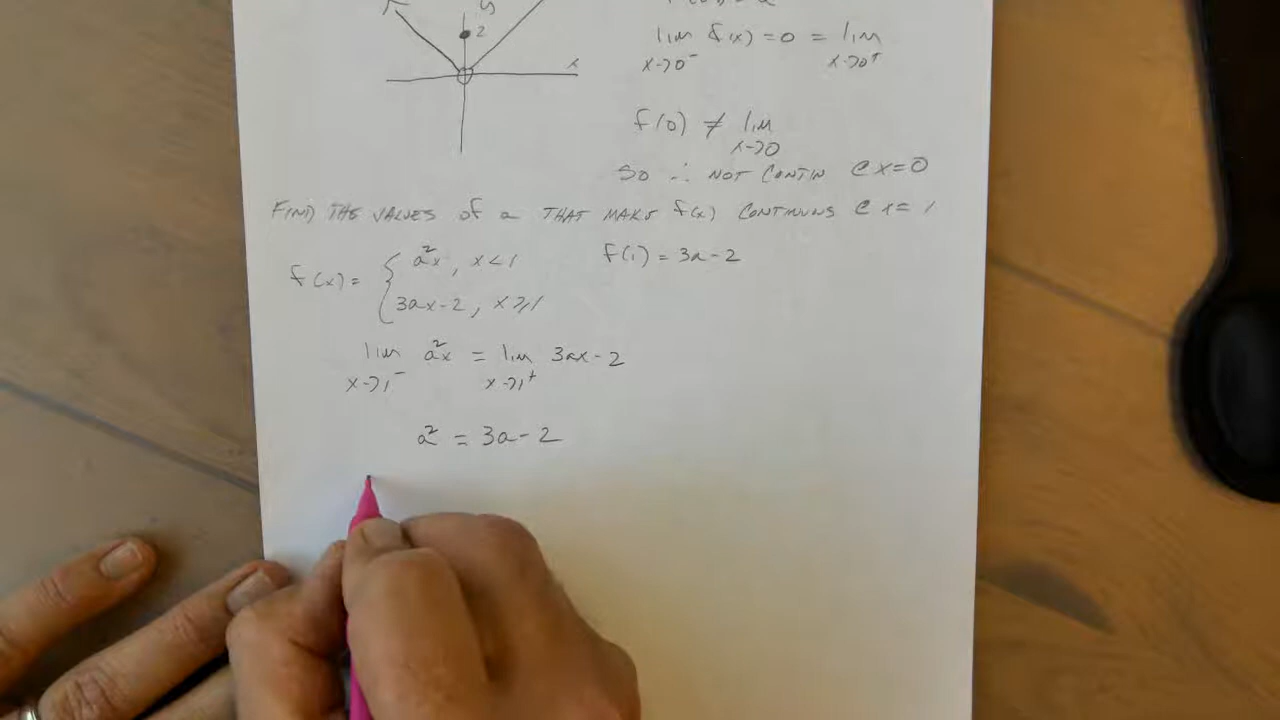 y
2
x
lim f(x) = 0 = lim
x→0⁻ x→0⁺
f(0) ≠ lim
x→0
SO ∴ NOT CONTIN @ x=0
FIND THE VALUES of a THAT MAKE f(x) CONTINUNS @ x= 1
f(x) = { a²x, x<1 f(1) = 3a-2
3ax-2, x≥1
lim a²x = lim 3ax-2
x→1⁻ x→1⁺
a² = 3a-2